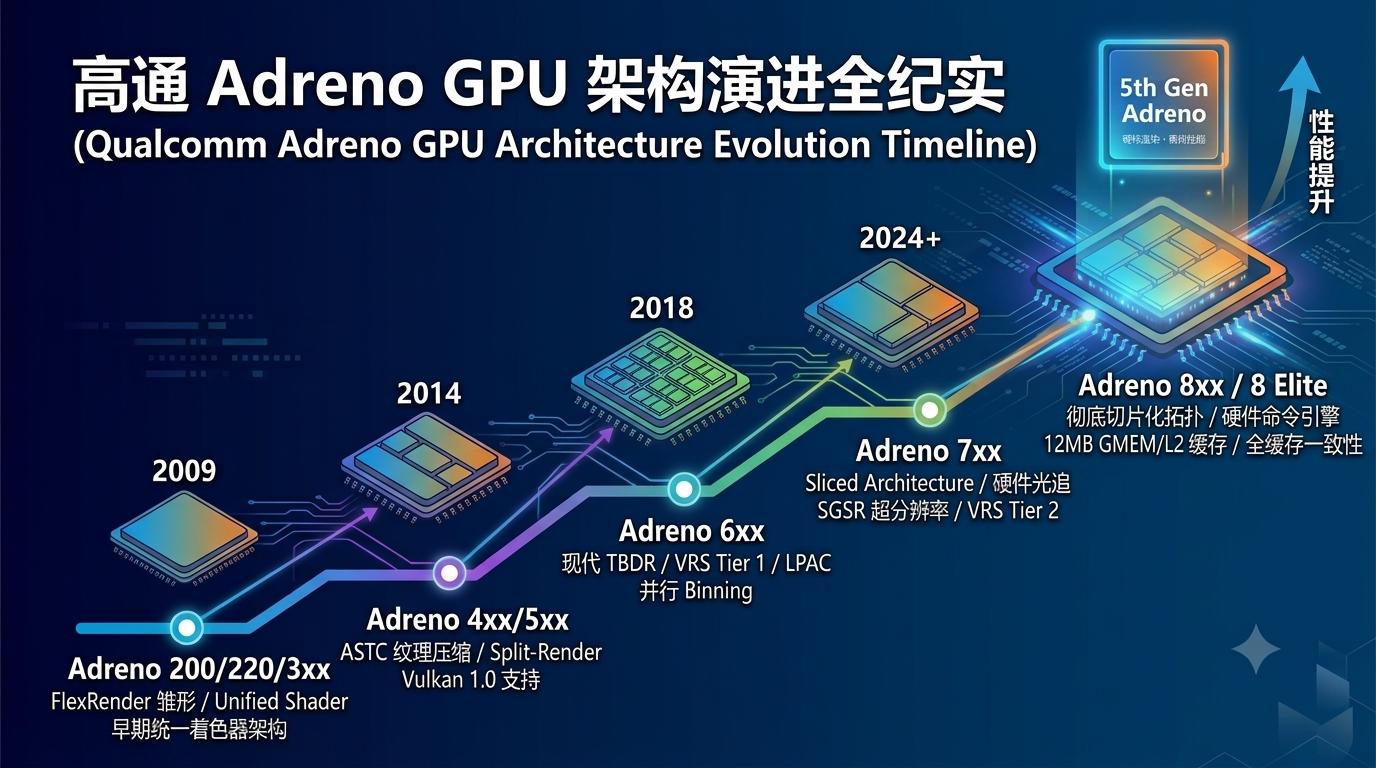 高通 Adreno GPU 架构演进全纪实
(Qualcomm Adreno GPU Architecture Evolution Timeline)
5th Gen
Adreno
性能提升
2009
Adreno 200/220/3xx
FlexRender 雏形 / Unified Shader
早期统一着色器架构
2014
Adreno 4xx/5xx
ASTC 纹理压缩 / Split-Render
Vulkan 1.0 支持
2018
Adreno 6xx
现代 TBDR / VRS Tier 1 / LPAC
并行 Binning
2024+
Adreno 7xx
Sliced Architecture / 硬件光追
SGSR 超分辨率 / VRS Tier 2
Adreno 8xx / 8 Elite
彻底切片化拓扑 / 硬件命令引擎
12MB GMEM/L2 缓存 / 全缓存一致性